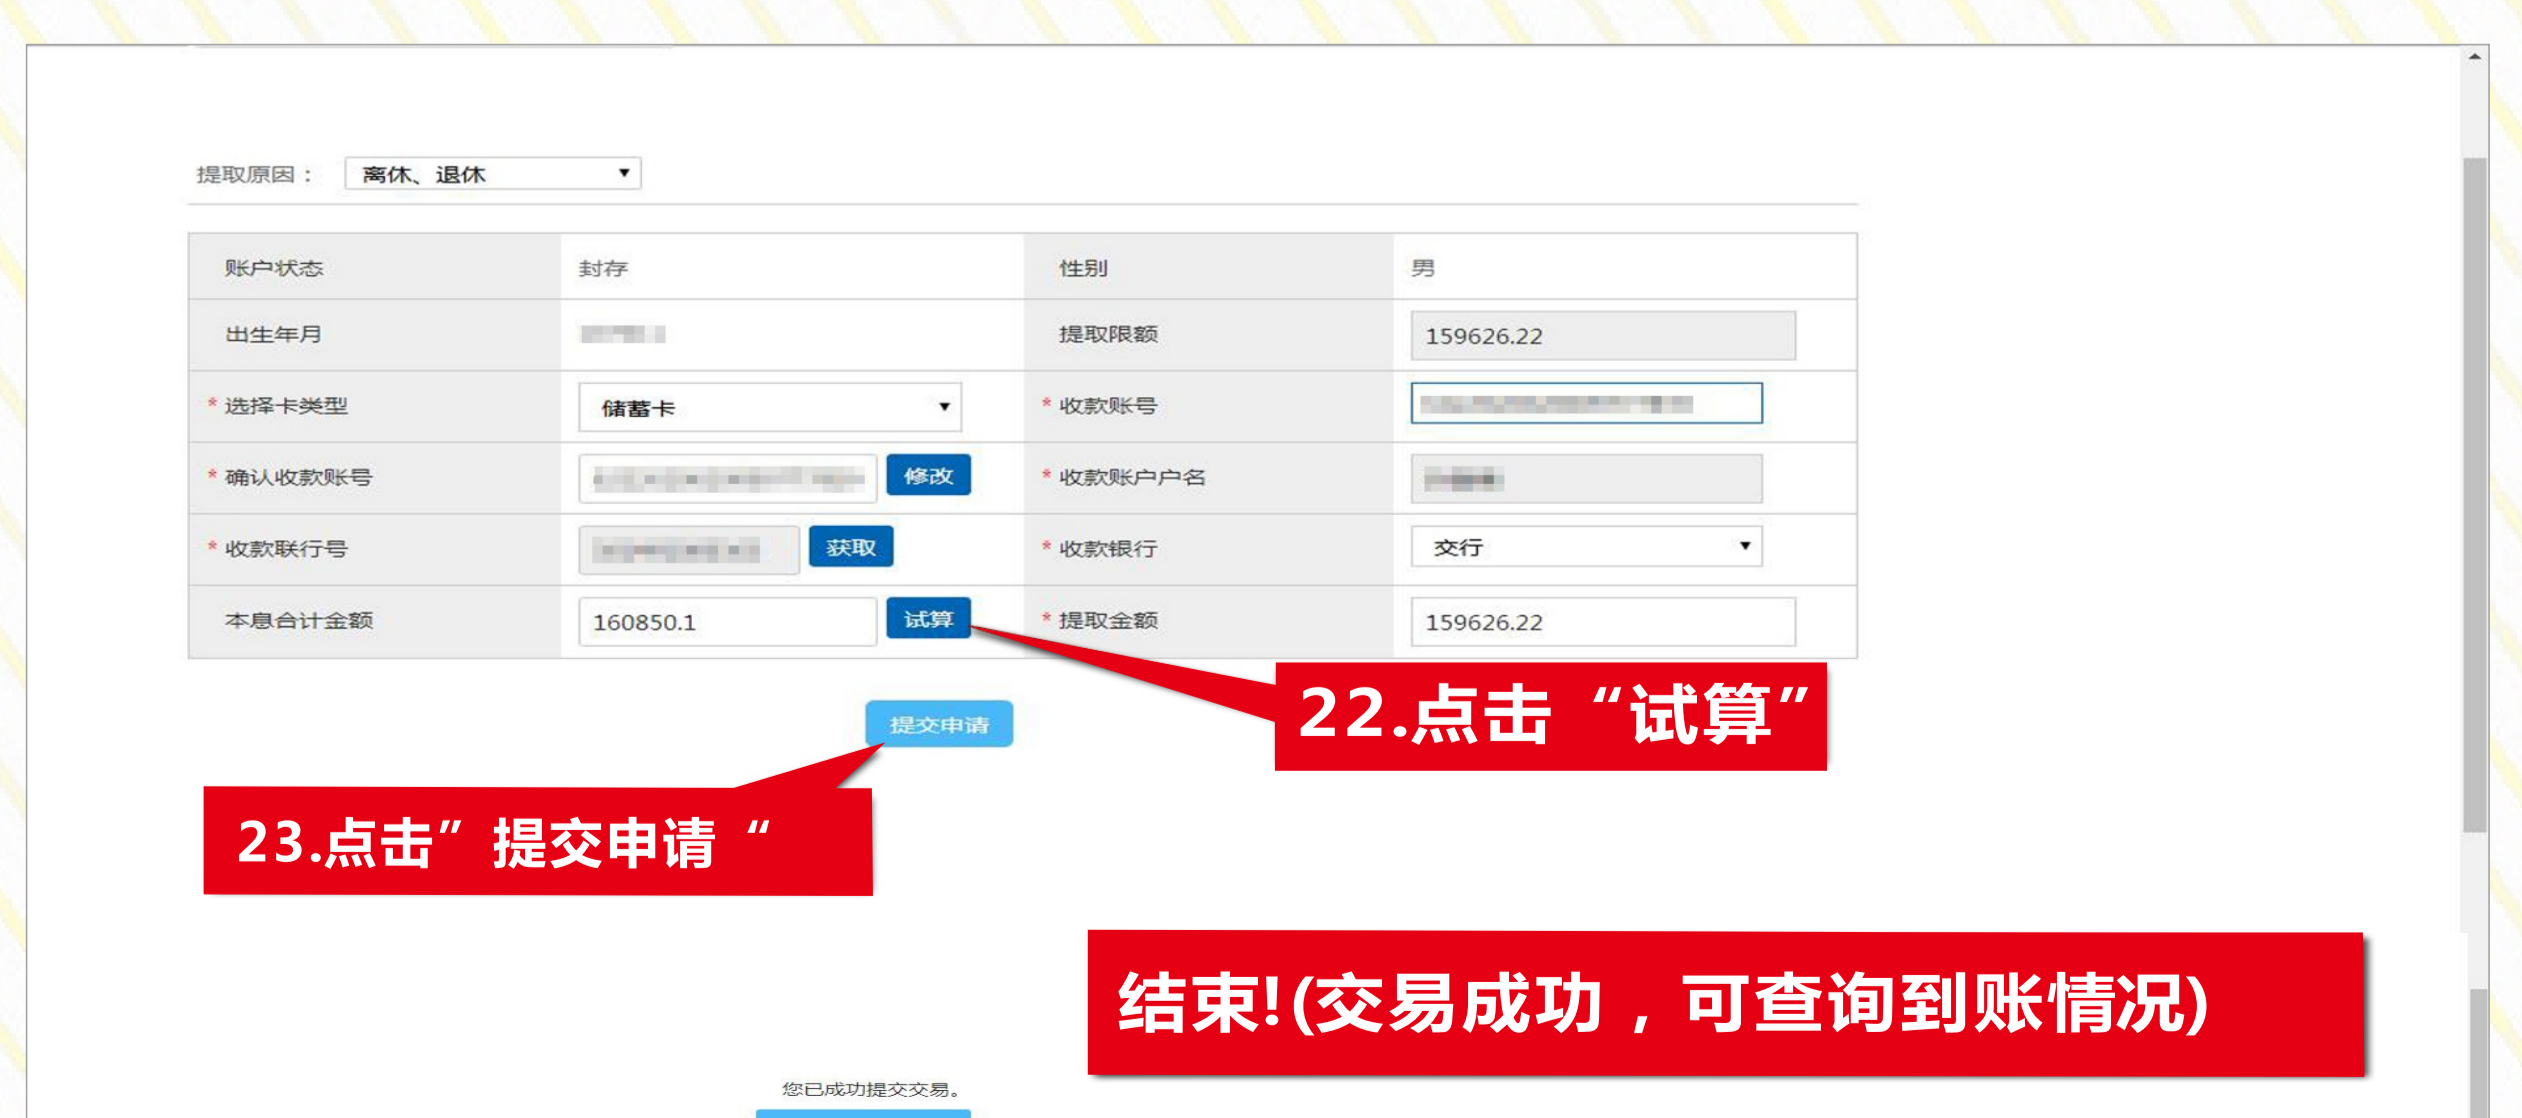 提取原因： 离休、退休
账户状态 封存 性别 男
出生年月 提取限额 159626.22
* 选择卡类型 储蓄卡 * 收款账号
* 确认收款账号 修改 * 收款账户户名
* 收款联行号 获取 * 收款银行 交行
本息合计金额 160850.1 试算 * 提取金额 159626.22
22.点击“试算”
提交申请
23.点击”提交申请“
结束!(交易成功，可查询到账情况)
您已成功提交交易。